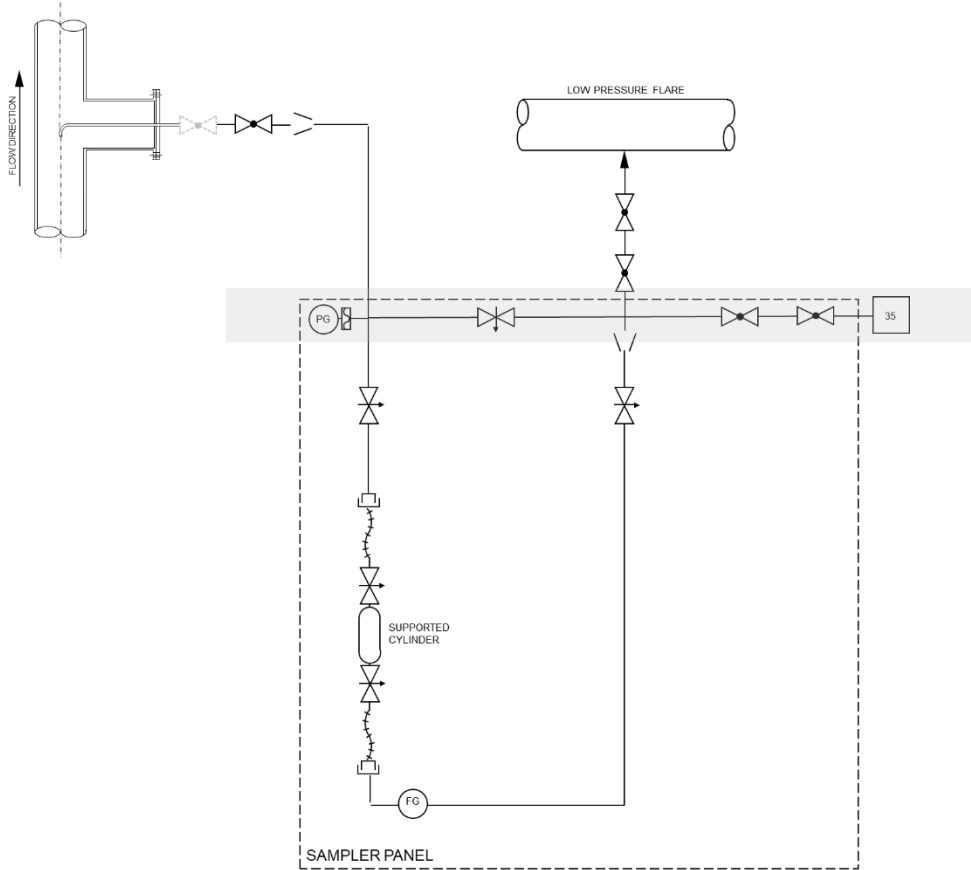 FLOW DIRECTION
LOW PRESSURE FLARE
PG
35
SUPPORTED
CYLINDER
FG
SAMPLER PANEL